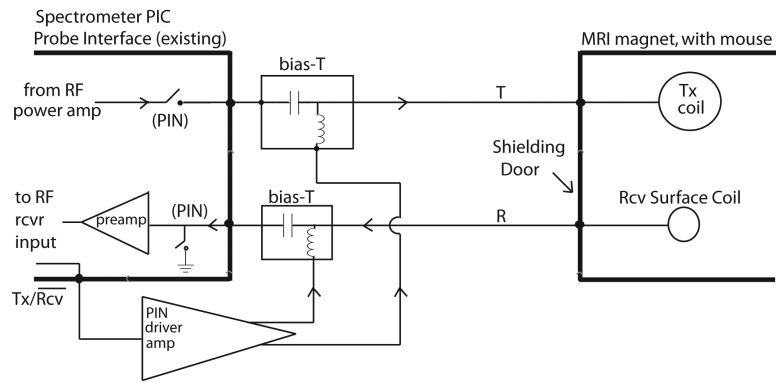 Spectrometer PIC
Probe Interface (existing)
MRI magnet, with mouse
bias-T
from RF
power amp
(PIN)
T
Tx
coil
Shielding
Door
bias-T
Rcv Surface Coil
to RF
rcvr
input
preamp
(PIN)
R
Tx/Rcv
PIN
driver
amp